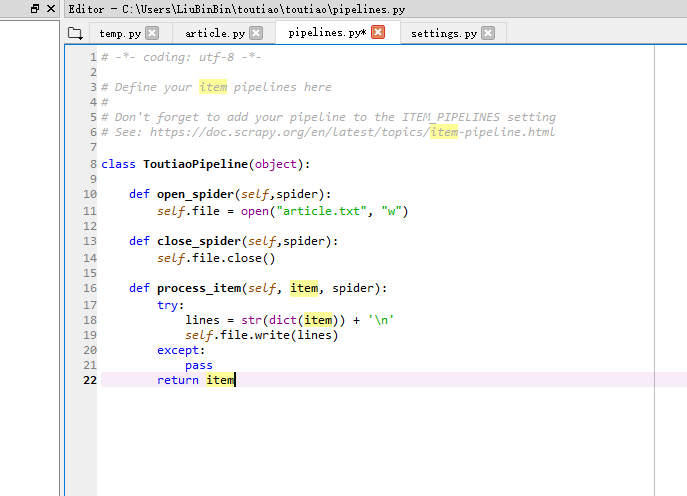 Editor - C:\Users\LiuBinBin\toutiao\toutiao\pipelines.py
temp.py article.py pipelines.py* settings.py
1 # -*- coding: utf-8 -*-
2
3 # Define your item pipelines here
4 #
5 # Don't forget to add your pipeline to the ITEM_PIPELINES setting
6 # See: https://doc.scrapy.org/en/latest/topics/item-pipeline.html
7
8 class ToutiaoPipeline(object):
9
10     def open_spider(self,spider):
11         self.file = open("article.txt", "w")
12
13     def close_spider(self,spider):
14         self.file.close()
15
16     def process_item(self, item, spider):
17         try:
18             lines = str(dict(item)) + '\n'
19             self.file.write(lines)
20         except:
21             pass
22         return item